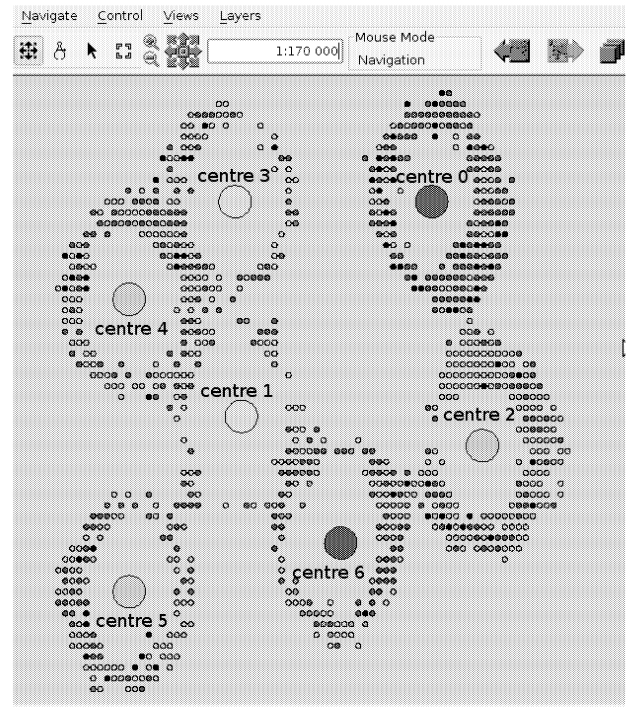 Navigate Control Views Layers
1:170 000
Mouse Mode
Navigation
centre 3
centre 0
centre 4
centre 1
centre 2
centre 6
centre 5